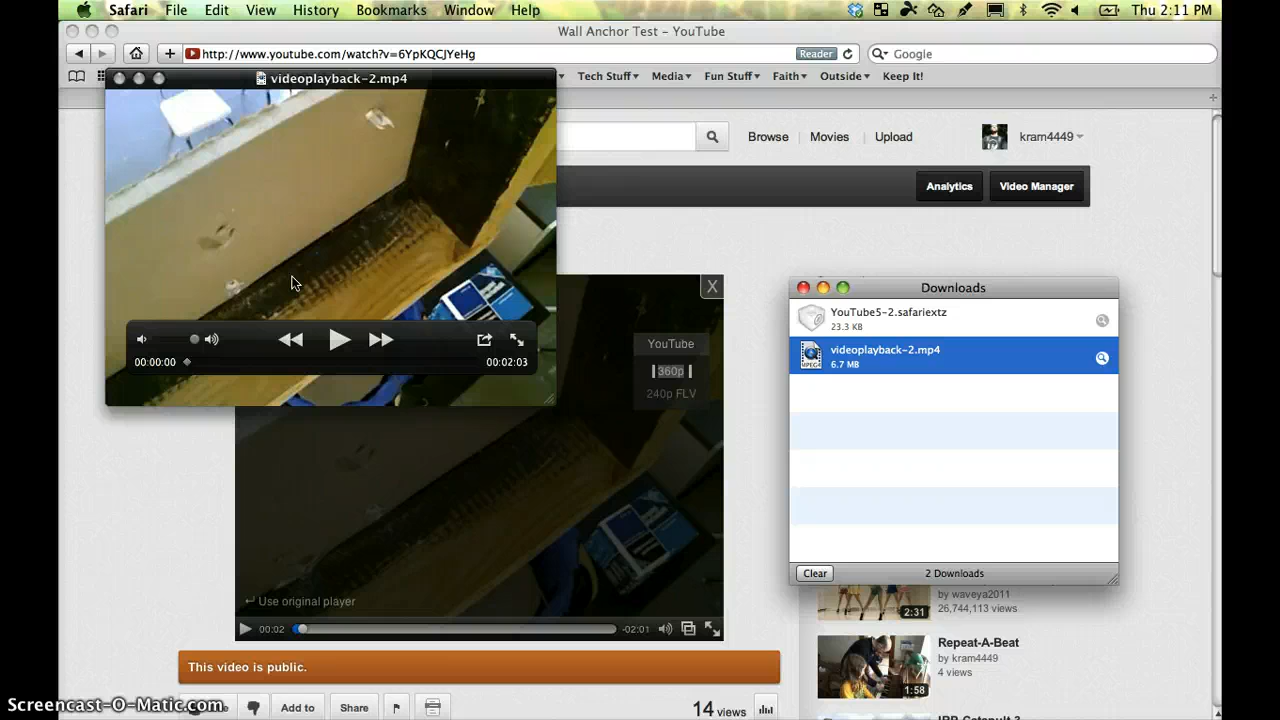 Safari File Edit View History Bookmarks Window Help Thu 2:11 PM
Wall Anchor Test - YouTube
http://www.youtube.com/watch?v=6YpKQCJYeHg Reader Google
Tech Stuff Media Fun Stuff Faith Outside Keep It!
videoplayback-2.mp4
Browse Movies Upload kram4449
Analytics Video Manager
00:00:00 00:02:03
X
YouTube
360p
240p FLV
Use original player
00:02 -02:01
Downloads
YouTube5-2.safariextz
23.3 KB
videoplayback-2.mp4
6.7 MB
MPEG4
Clear 2 Downloads
by waveya2011
26,744,113 views
2:31
Repeat-A-Beat
by kram4449
4 views
1:58
This video is public.
Add to Share 14 views
Screencast-O-Matic.com